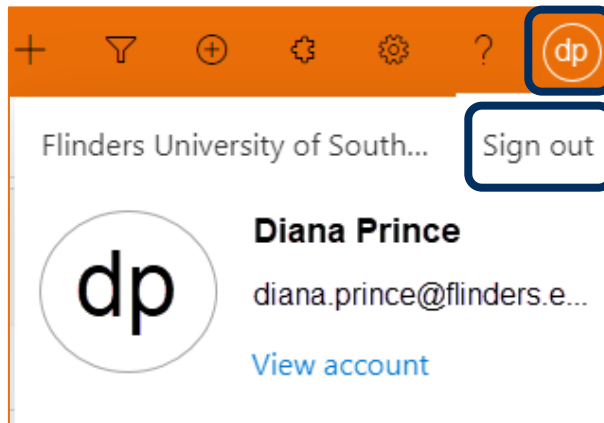 ? dp
Flinders University of South... Sign out
Diana Prince
dp
diana.prince@flinders.e...
View account